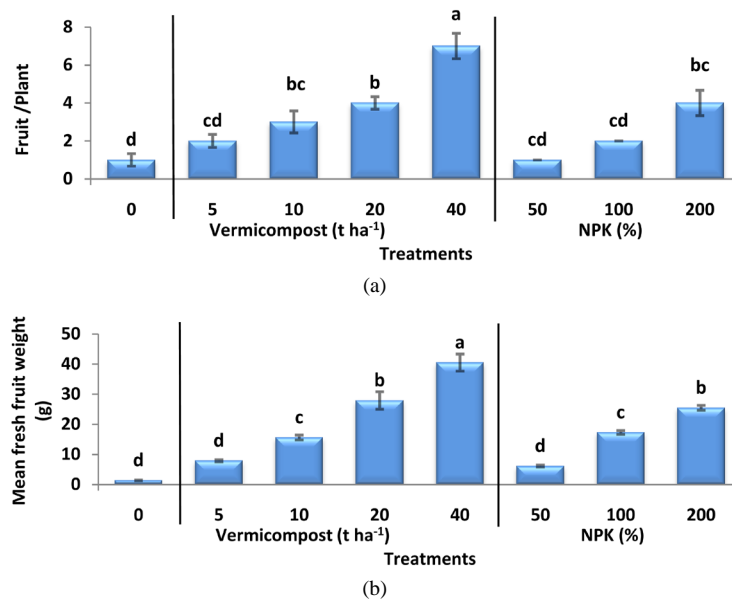 a
8
bc
b
6
bc
4
cd
cd
cd
d
2
0
Fruit /Plant
0 5 10 20 40 50 100 200
Vermicompost (t ha⁻¹) NPK (%)
Treatments
(a)
50
a
40
b
b
30
c
c
20
d
d
d
10
0
Mean fresh fruit weight
(g)
0 5 10 20 40 50 100 200
Vermicompost (t ha⁻¹) NPK (%)
Treatments
(b)